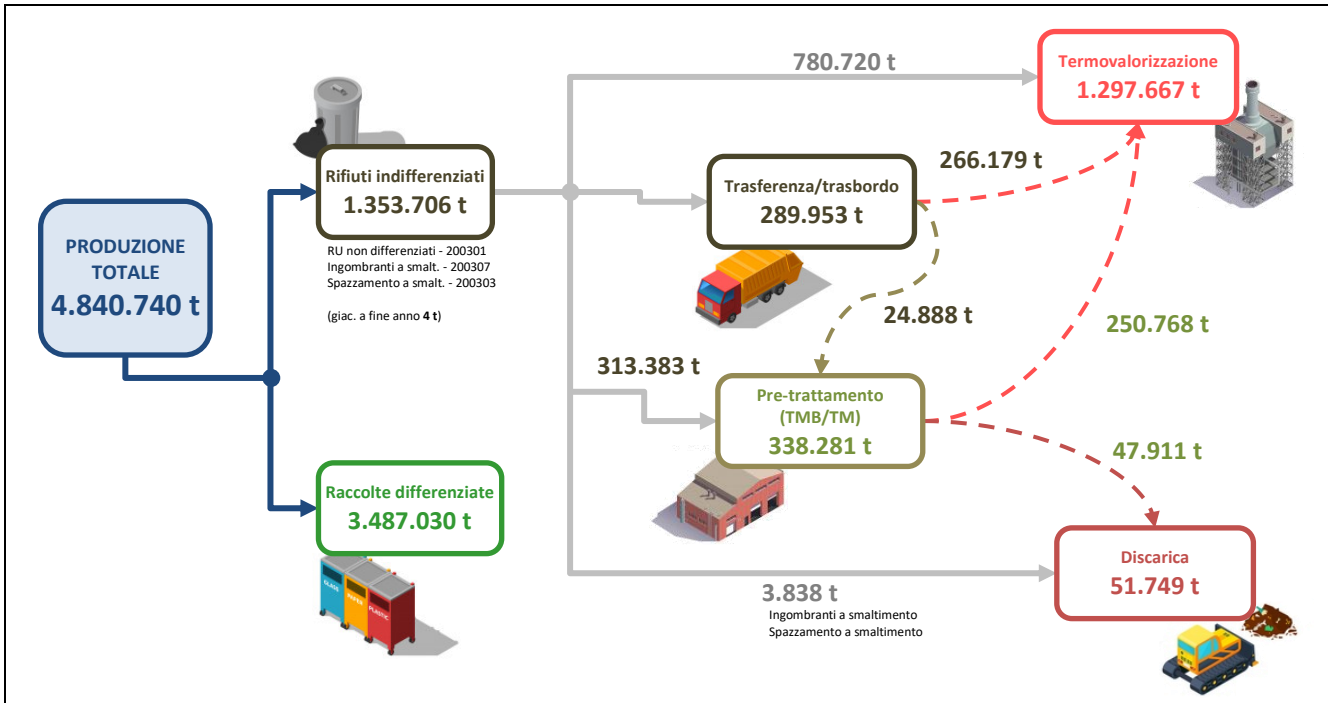 780.720 t
Termovalorizzazione
1.297.667 t
Rifiuti indifferenziati
1.353.706 t
266.179 t
Trasferenza/trasbordo
289.953 t
PRODUZIONE
TOTALE
4.840.740 t
RU non differenziati - 200301
Ingombranti a smalt. - 200307
Spazzamento a smalt. - 200303
(giac. a fine anno 4 t)
24.888 t
250.768 t
313.383 t
Pre-trattamento
(TMB/TM)
338.281 t
47.911 t
Raccolte differenziate
3.487.030 t
Discarica
51.749 t
3.838 t
Ingombranti a smaltimento
Spazzamento a smaltimento
GLASS
PAPER
PLASTIC